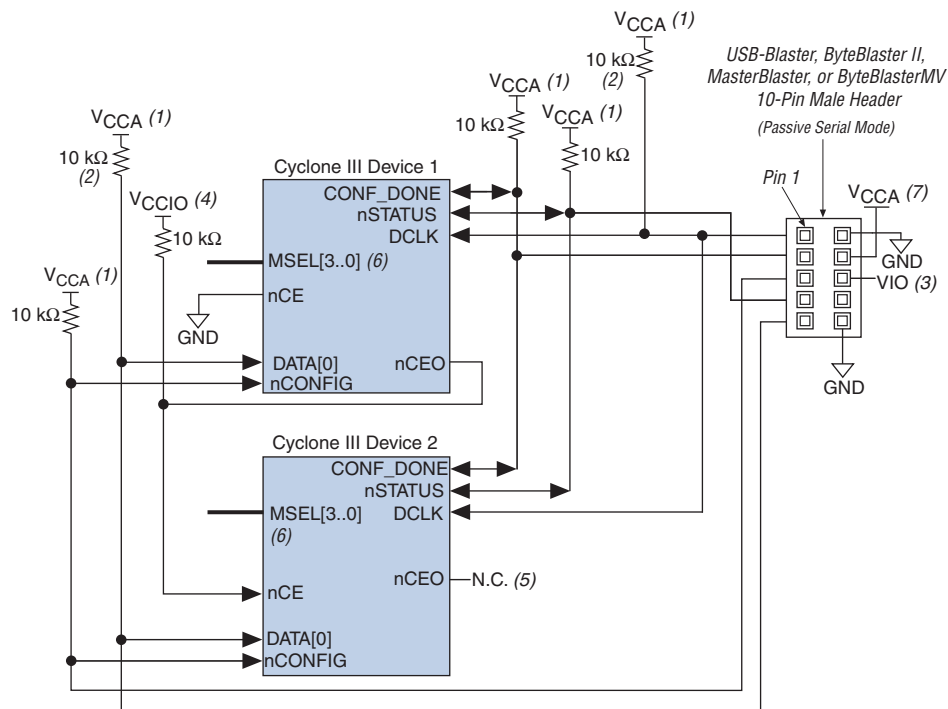 VCCA (1)
10 kΩ
(2)
USB-Blaster, ByteBlaster II,
MasterBlaster, or ByteBlasterMV
10-Pin Male Header
(Passive Serial Mode)
VCCA (1)
10 kΩ
VCCA (1)
10 kΩ
VCCA (1)
10 kΩ
(2)
Pin 1
VCCA (7)
GND
VIO (3)
GND
VCCIO (4)
10 kΩ
VCCA (1)
10 kΩ
Cyclone III Device 1
CONF_DONE
nSTATUS
DCLK
MSEL[3..0] (6)
nCE
GND
DATA[0]
nCEO
nCONFIG
Cyclone III Device 2
CONF_DONE
nSTATUS
MSEL[3..0]
DCLK
(6)
nCEO
N.C. (5)
nCE
DATA[0]
nCONFIG